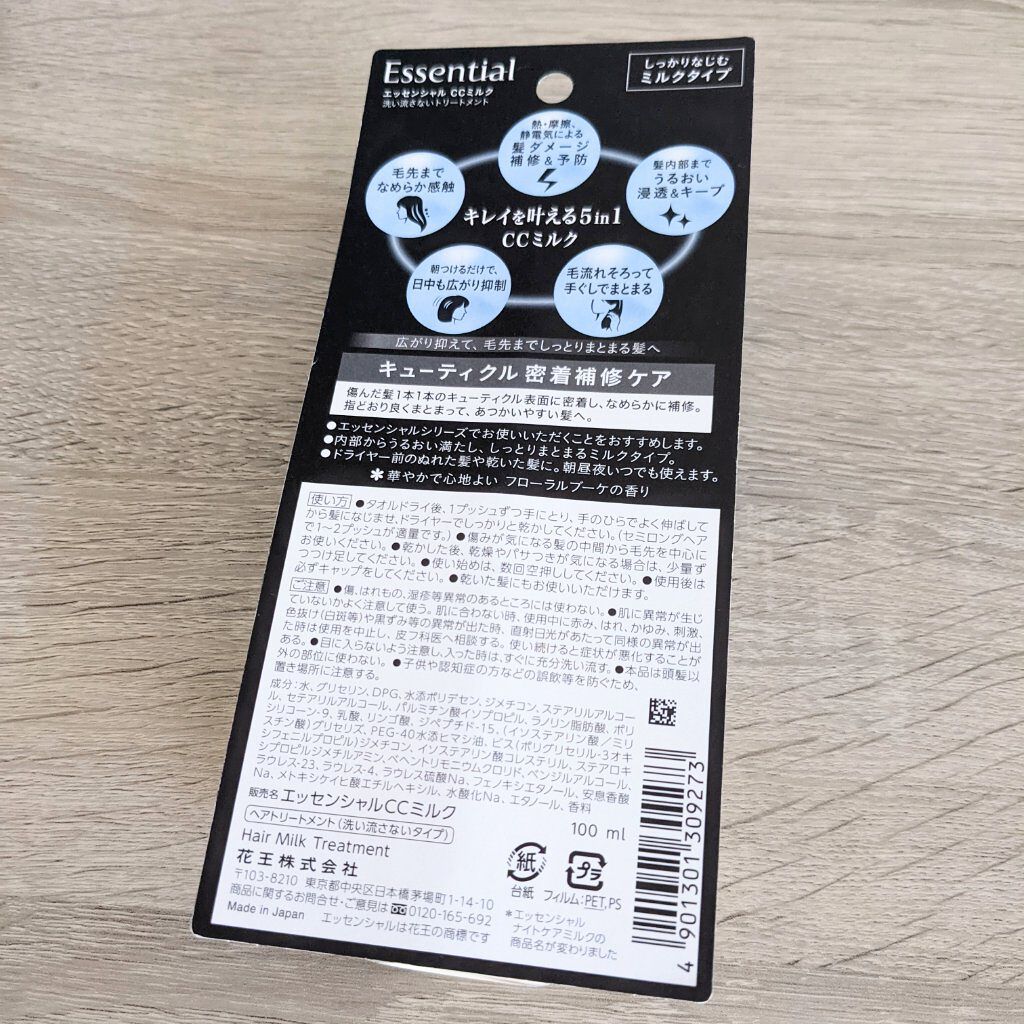 Essential
エッセンシャル CCミルク
洗い流さないトリートメント
しっかりなじむ
ミルクタイプ
熱・摩擦、
静電気による
髪ダメージ
補修&予防
毛先まで
なめらか感触
髪内部まで
うるおい
浸透&キープ
キレイを叶える5in1
CCミルク
朝つけるだけで、
日中も広がり抑制
毛流れそろって
手ぐしでまとまる
広がり抑えて、毛先までしっとりまとまる髪へ
キューティクル 密着補修ケア
傷んだ髪1本1本のキューティクル表面に密着し、なめらかに補修。
指どおり良くまとまって、あつかいやすい髪へ。
●エッセンシャルシリーズでお使いいただくことをおすすめします。
●内部からうるおい満たし、しっとりまとまるミルクタイプ。
●ドライヤー前のぬれた髪や乾いた髪に。朝昼夜いつでも使えます。
＊華やかで心地よい フローラルブーケの香り
使い方 ●タオルドライ後、1プッシュずつ手にとり、手のひらでよく伸ばして
から髪になじませ、ドライヤーでしっかりと乾かしてください。(セミロングヘア
で1～2プッシュが適量です。) ●傷みが気になる髪の中間から毛先を中心に
お使いください。●乾かした後、乾燥やパサつきが気になる場合は、少量ず
つつけ足してください。●使い始めは、数回空押ししてください。●使用後は
必ずキャップをしてください。●乾いた髪にもお使いいただけます。
ご注意 ●傷、はれもの、湿疹等異常のあるところには使わない。●肌に異常が生じ
ていないかよく注意して使う。肌に合わない時、使用中に赤み、はれ、かゆみ、刺激、
色抜け(白斑等)や黒ずみ等の異常が出た時、直射日光があたって同様の異常が出
た時は使用を中止し、皮フ科医へ相談する。使い続けると症状が悪化することが
ある。●目に入らないよう注意し、入った時は、すぐに充分洗い流す。●本品は頭髪以
外の部位に使わない。●子供や認知症の方などの誤飲等を防ぐため、
置き場所に注意する。
成分：水、グリセリン、DPG、水添ポリデセン、ジメチコン、ステアリルアルコー
ル、セテアリルアルコール、パルミチン酸イソプロピル、ラノリン脂肪酸、ポリ
シリコーン-9、乳酸、リンゴ酸、ジペプチド-15、(イソステアリン酸／ミリ
スチン酸)グリセリズ、PEG-40水添ヒマシ油、ビス(ポリグリセリル-3オキ
シフェニルプロピル)ジメチコン、イソステアリン酸コレステリル、ステアロキ
シプロピルジメチルアミン、ベヘントリモニウムクロリド、ベンジルアルコール、
ラウレス-23、ラウレス-4、ラウレス硫酸Na、フェノキシエタノール、安息香酸
Na、メトキシケイヒ酸エチルヘキシル、水酸化Na、エタノール、香料
販売名 エッセンシャルCCミルク
ヘアトリートメント(洗い流さないタイプ)
100 ml
Hair Milk Treatment
花王株式会社
〒103-8210 東京都中央区日本橋茅場町1-14-10
商品に関するお問合せ・ご意見は 0120-165-692
Made in Japan エッセンシャルは花王の商標です
紙
台紙
プラ
フィルム：PET,PS
＊エッセンシャル
ナイトケアミルクの
商品名が変わりました
4 901301 309273